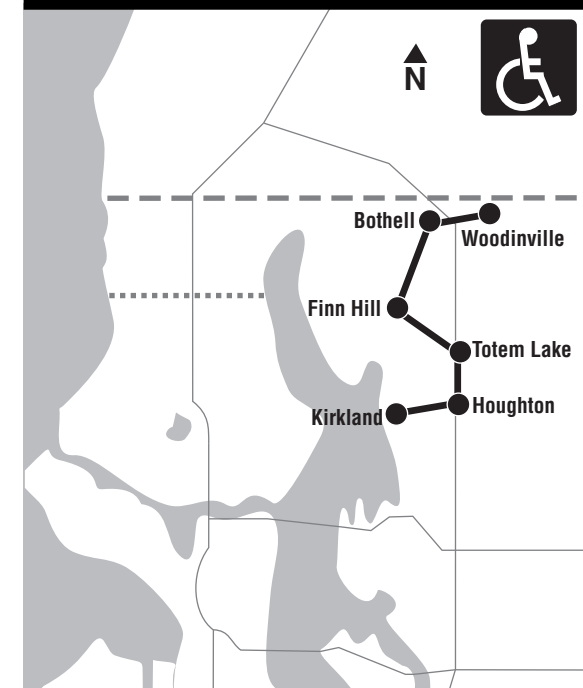 N
Bothell
Woodinville
Finn Hill
Totem Lake
Kirkland
Houghton